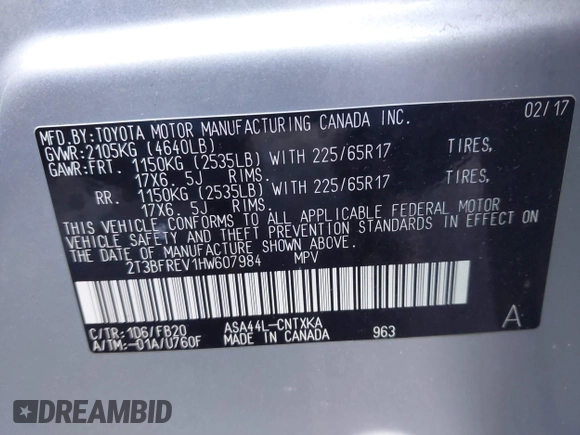 MFD.BY:TOYOTA MOTOR MANUFACTURING CANADA INC. 02/17
GVWR:2105KG (4640LB)
GAWR:FRT. 1150KG (2535LB) WITH 225/65R17 TIRES,
17X6. 5J RIMS.
RR. 1150KG (2535LB) WITH 225/65R17 TIRES,
17X6. 5J RIMS.
THIS VEHICLE CONFORMS TO ALL APPLICABLE FEDERAL MOTOR
VEHICLE SAFETY AND THEFT PREVENTION STANDARDS IN EFFECT ON
THE DATE OF MANUFACTURE SHOWN ABOVE.
2T3BFREV1HW607984 MPV
C/TR:1D6/FB20 ASA44L-CNTXKA 963 A
A/TM:-01A/U760F MADE IN CANADA
DREAMBID